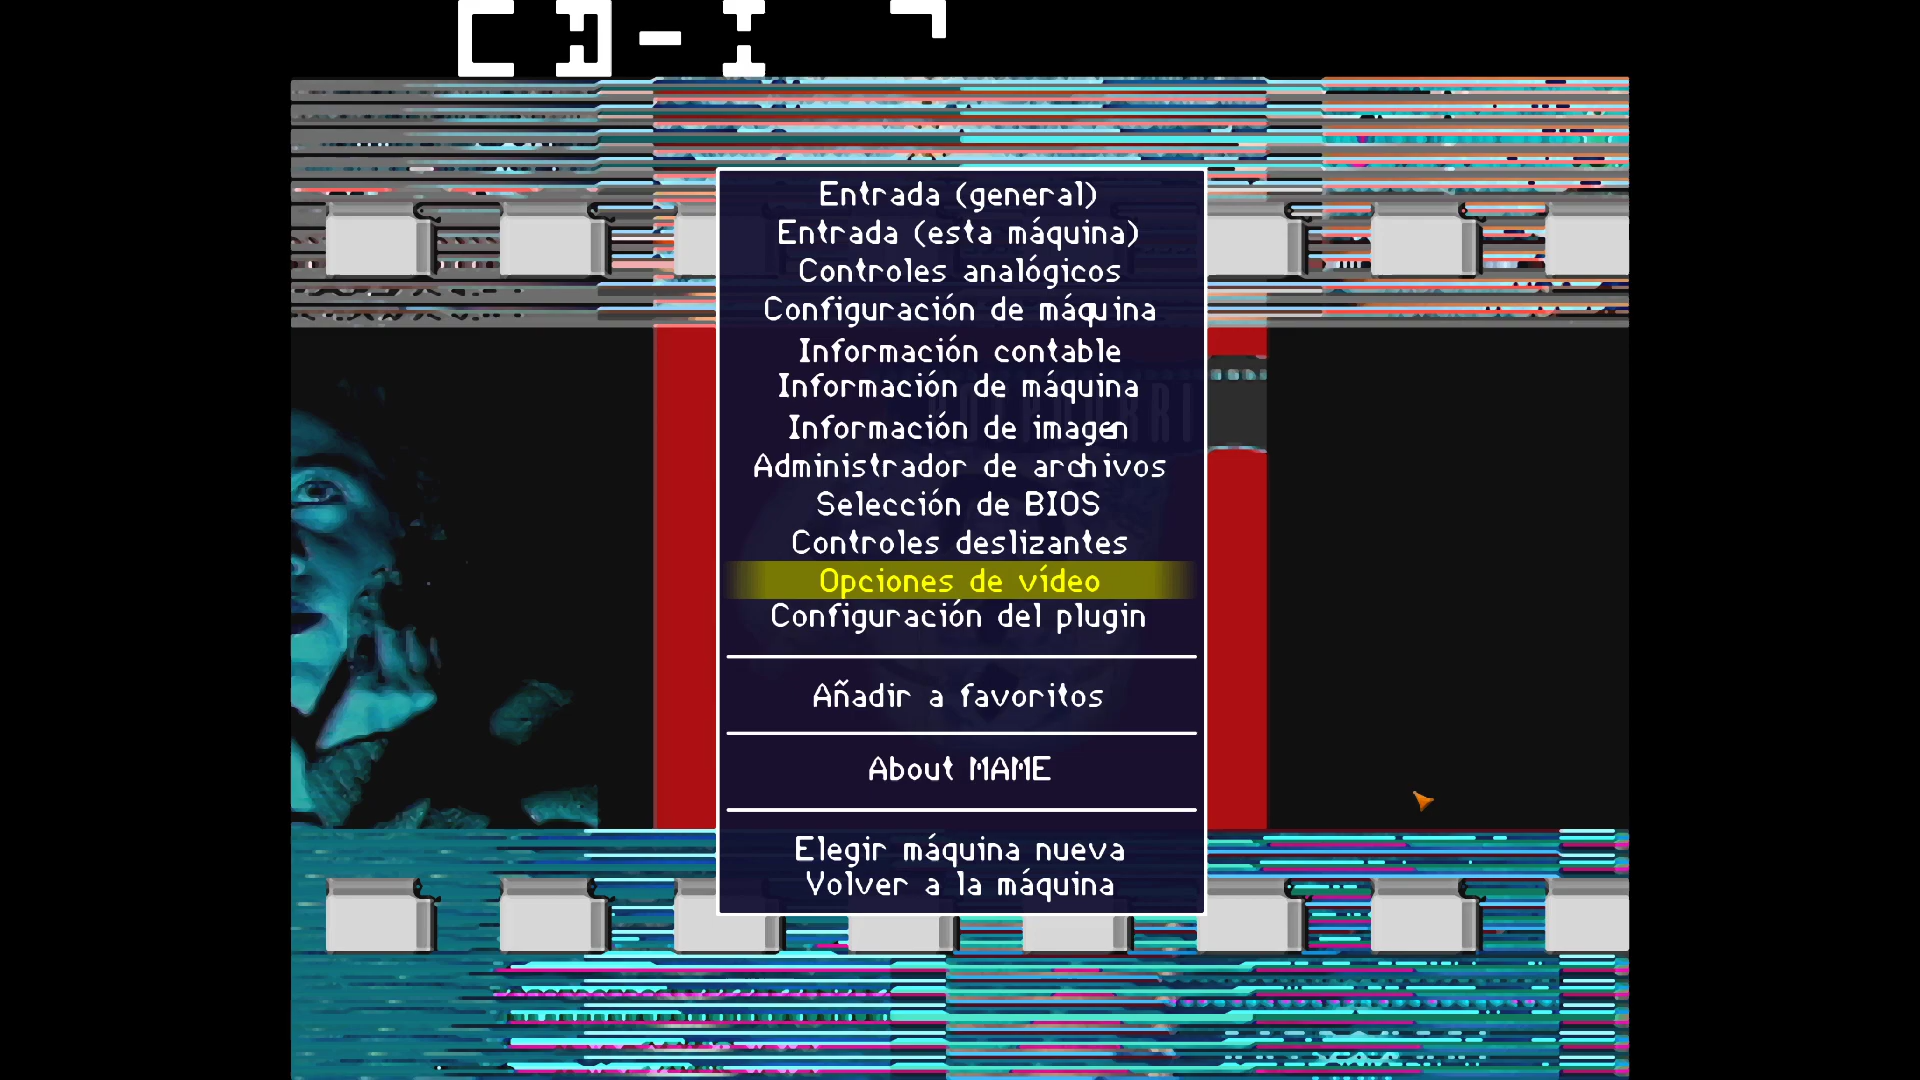 CD-I 7
Entrada (general)
Entrada (esta máquina)
Controles analógicos
Configuración de máquina
Información contable
Información de máquina
Información de imagen
Administrador de archivos
Selección de BIOS
Controles deslizantes
Opciones de vídeo
Configuración del plugin
Añadir a favoritos
About MAME
Elegir máquina nueva
Volver a la máquina